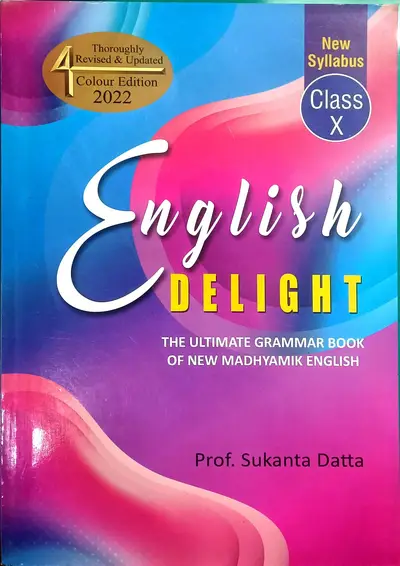 Thoroughly
4 Revised & Updated
Colour Edition
2022
New
Syllabus
Class
X
English
DELIGHT
THE ULTIMATE GRAMMAR BOOK
OF NEW MADHYAMIK ENGLISH
Prof. Sukanta Datta